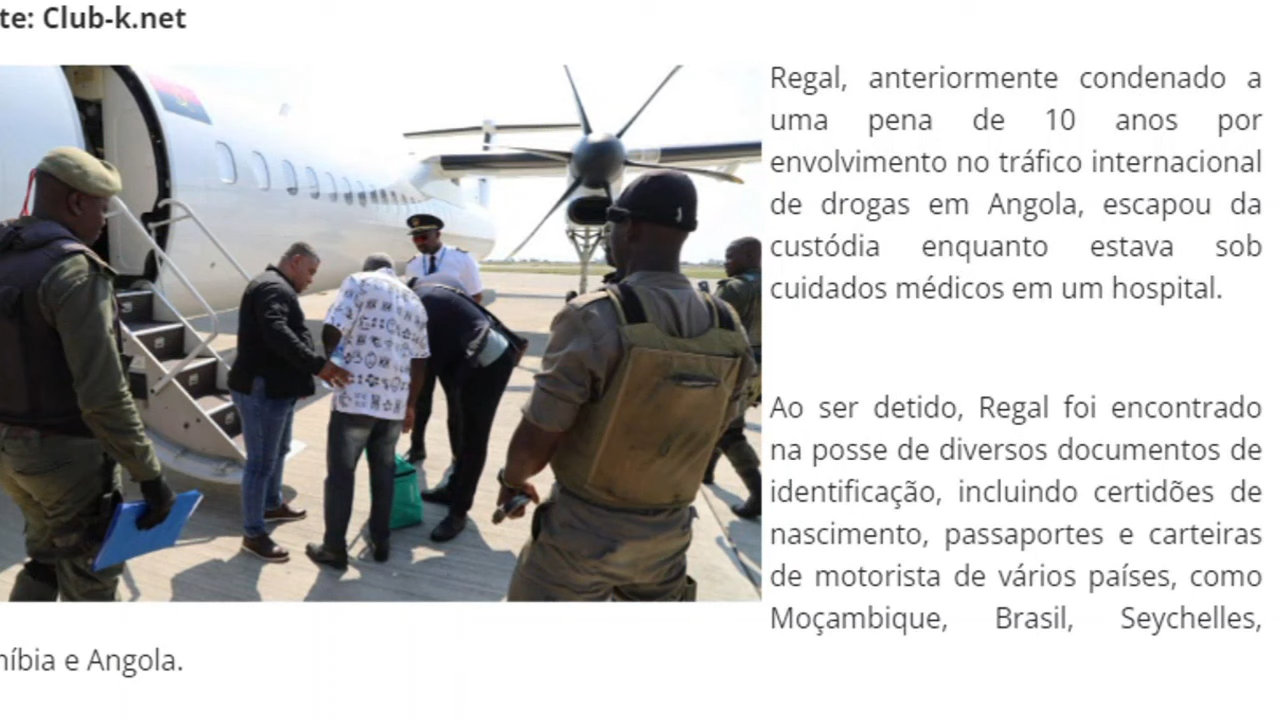 te: Club-k.net
Regal, anteriormente condenado a
uma pena de 10 anos por
envolvimento no tráfico internacional
de drogas em Angola, escapou da
custódia enquanto estava sob
cuidados médicos em um hospital.
Ao ser detido, Regal foi encontrado
na posse de diversos documentos de
identificação, incluindo certidões de
nascimento, passaportes e carteiras
de motorista de vários países, como
Moçambique, Brasil, Seychelles,
níbia e Angola.